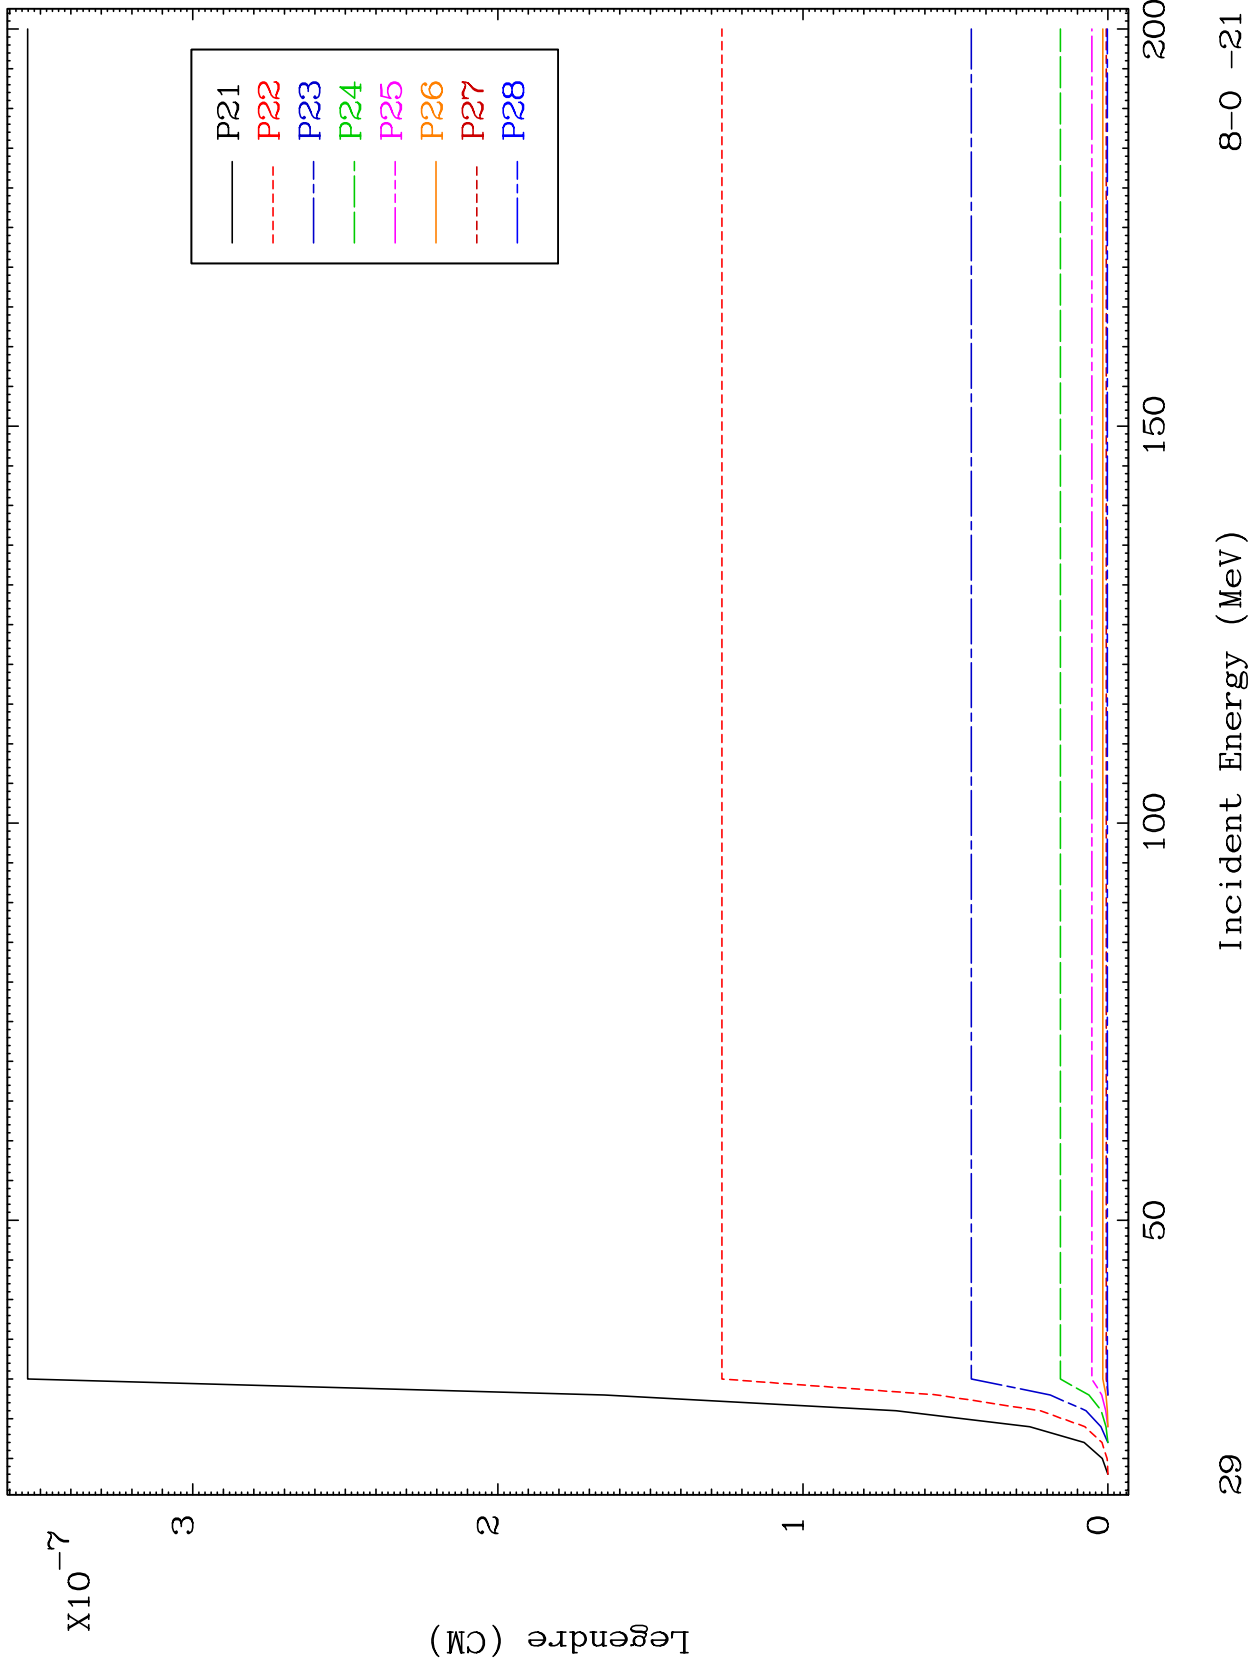 X10⁻⁷
3
2
1
0
Legendre (CM)
P21
P22
P23
P24
P25
P26
P27
P28
50
100
150
200
Incident Energy (MeV)
29
8-0 -21